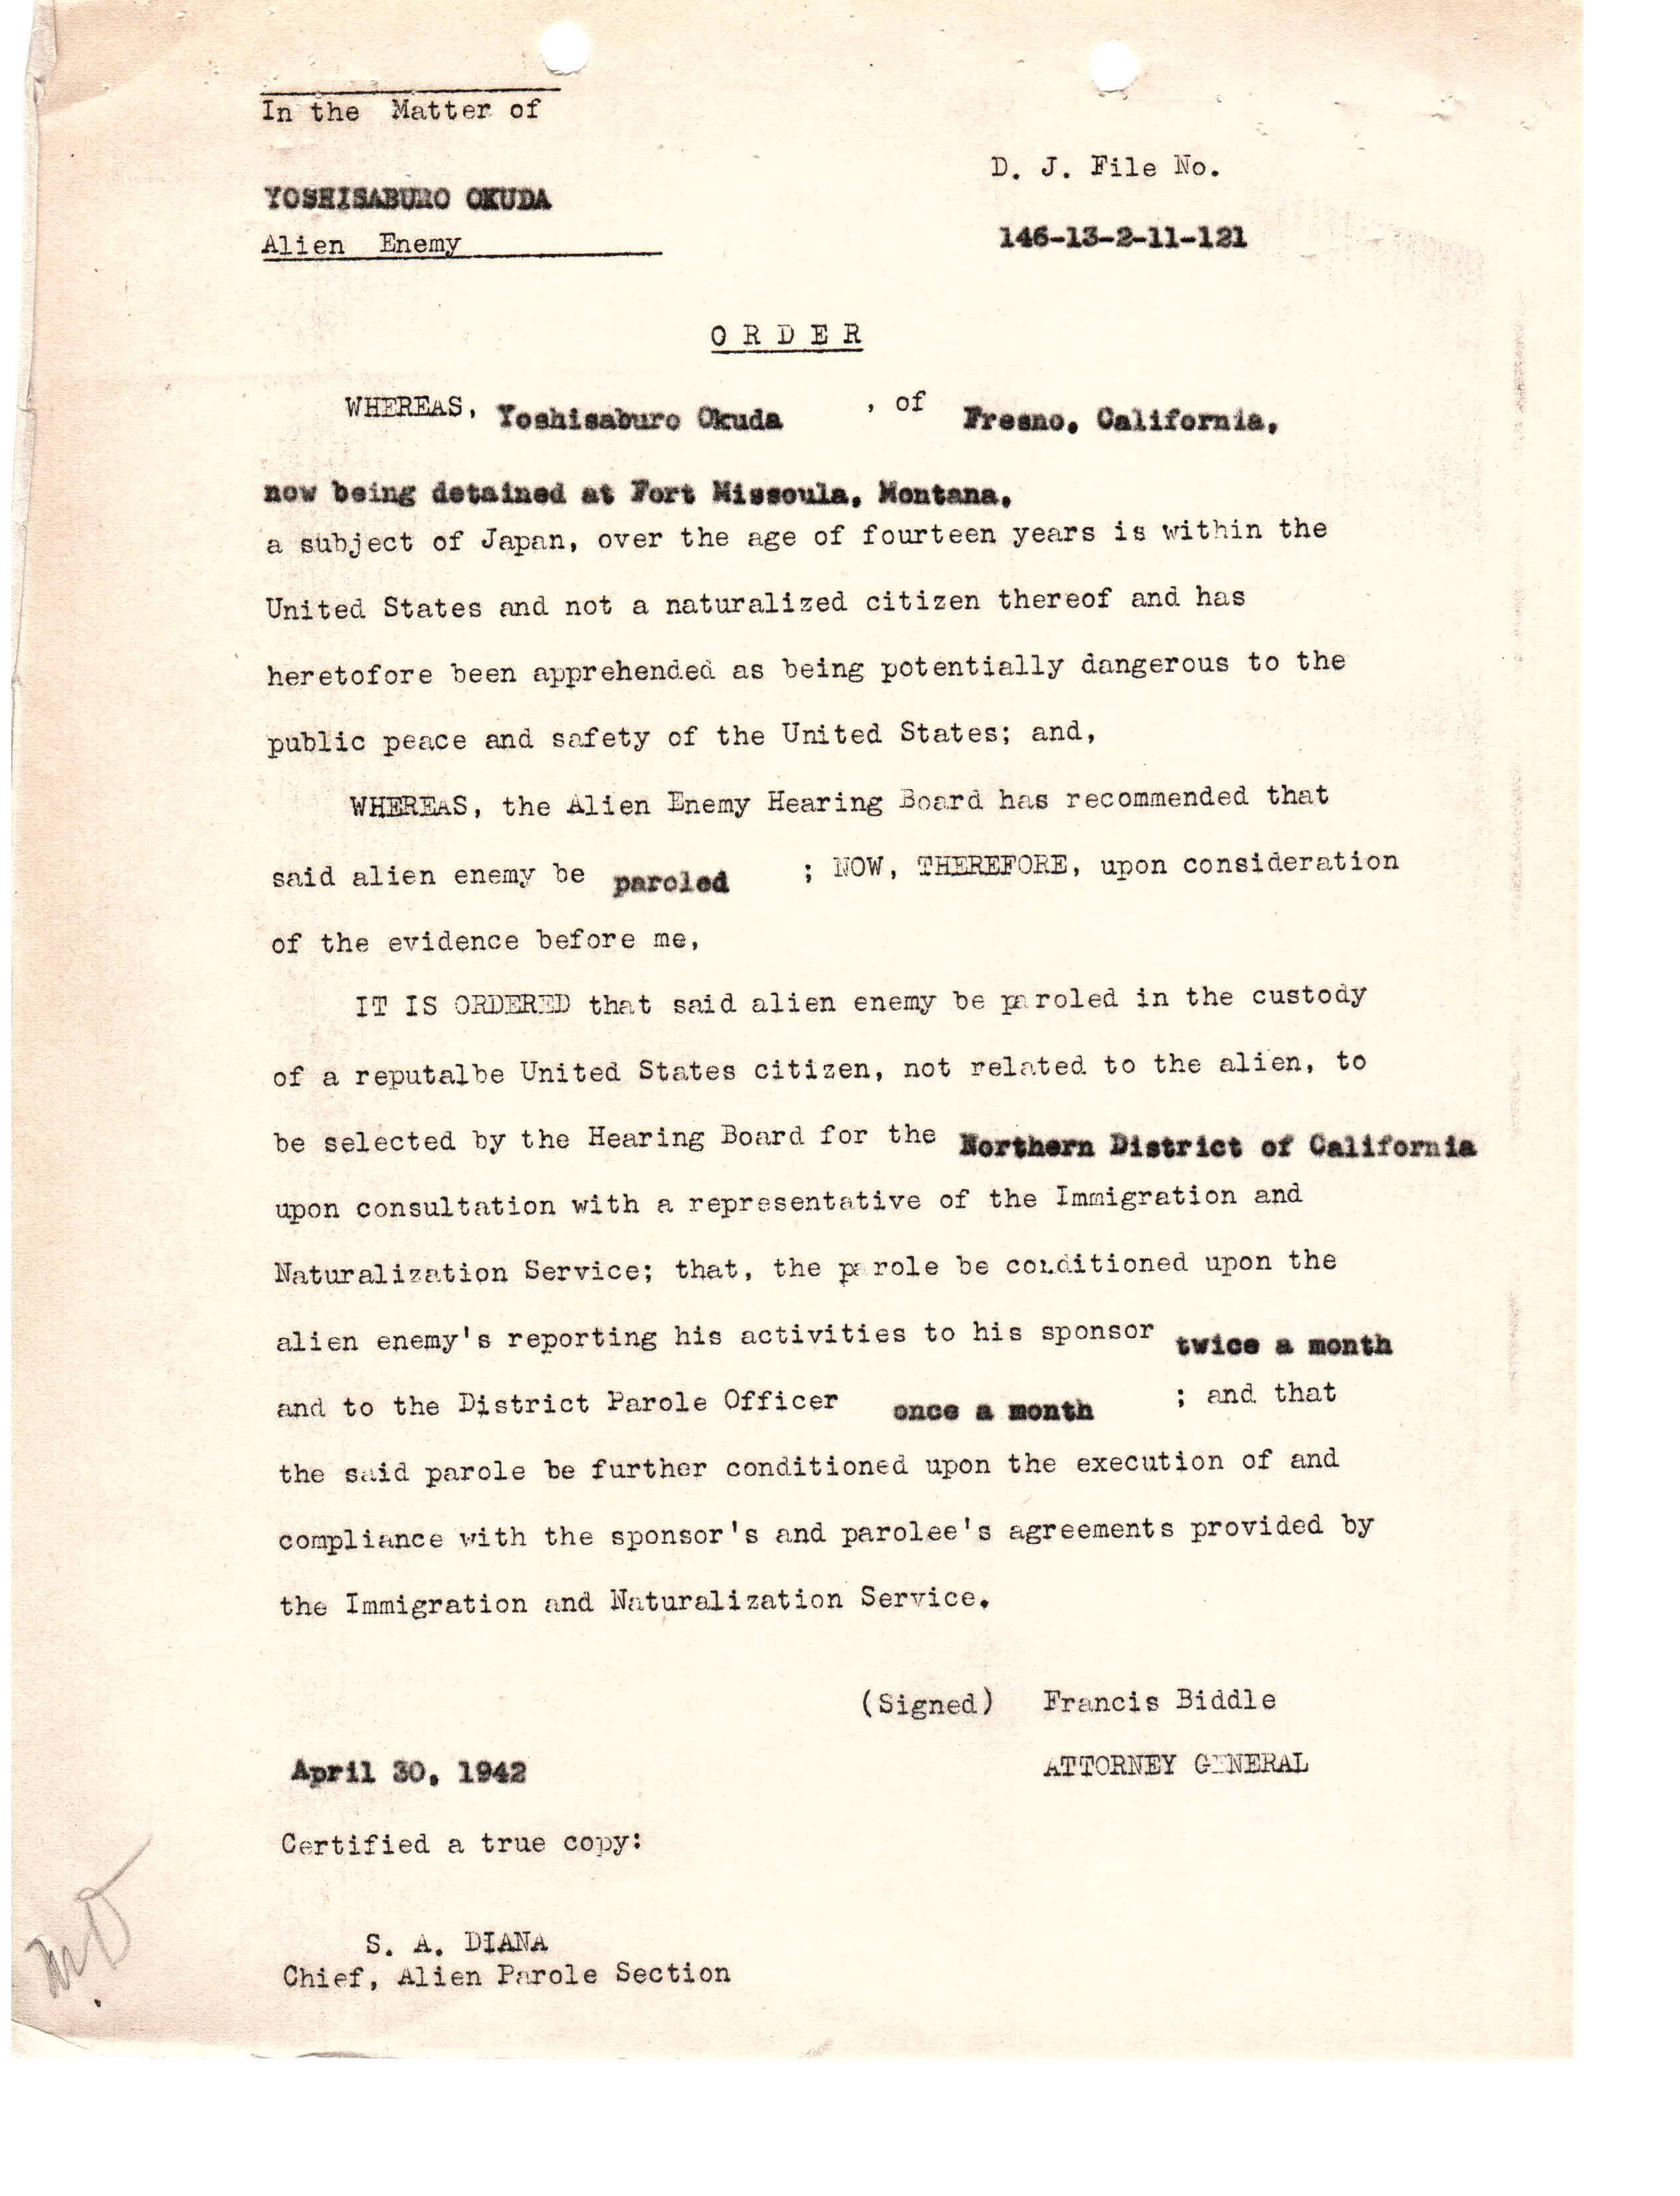 In the Matter of
D. J. File No.
YOSHISABURO OKUDA
146-13-2-11-121
Alien Enemy
O R D E R
WHEREAS, Yoshisaburo Okuda , of Fresno, California,
now being detained at Fort Missoula, Montana,
a subject of Japan, over the age of fourteen years is within the
United States and not a naturalized citizen thereof and has
heretofore been apprehended as being potentially dangerous to the
public peace and safety of the United States; and,
WHEREAS, the Alien Enemy Hearing Board has recommended that
said alien enemy be paroled ; NOW, THEREFORE, upon consideration
of the evidence before me,
IT IS ORDERED that said alien enemy be paroled in the custody
of a reputalbe United States citizen, not related to the alien, to
be selected by the Hearing Board for the Northern District of California
upon consultation with a representative of the Immigration and
Naturalization Service; that, the parole be conditioned upon the
alien enemy's reporting his activities to his sponsor twice a month
and to the District Parole Officer once a month ; and that
the said parole be further conditioned upon the execution of and
compliance with the sponsor's and parolee's agreements provided by
the Immigration and Naturalization Service.
(Signed) Francis Biddle
April 30, 1942
ATTORNEY GENERAL
Certified a true copy:
S. A. DIANA
Chief, Alien Parole Section